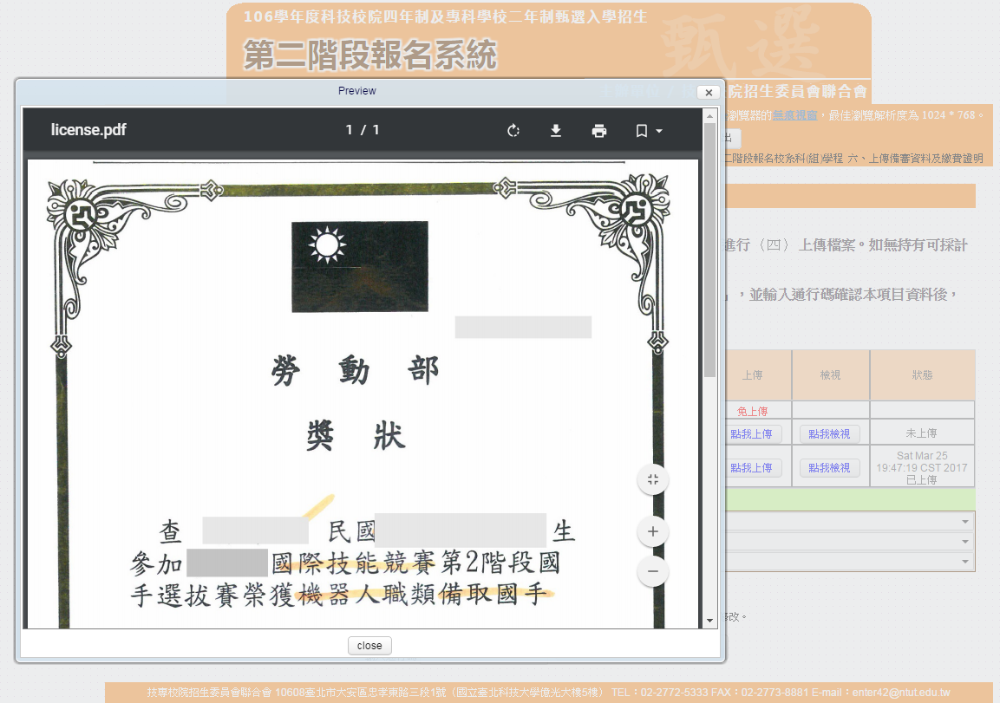 106學年度科技校院四年制及專科學校二年制甄選入學招生
第二階段報名系統
甄選
院招生委員會聯合會
瀏覽器的無痕視窗，最佳瀏覽解析度為 1024 * 768。
出
二階段報名校系科(組)學程 六、上傳備審資料及繳費證明
進行（四）上傳檔案。如無持有可採計
」，並輸入通行碼確認本項目資料後，
上傳 檢視 狀態
免上傳
點我上傳 點我檢視 未上傳
點我上傳 點我檢視 Sat Mar 25
19:47:19 CST 2017
已上傳
修改。
Preview
×
license.pdf 1 / 1
勞動部
獎狀
查 民國 生
參加 國際技能競賽第2階段國
手選拔賽榮獲機器人職類備取國手
close
技專校院招生委員會聯合會 10608臺北市大安區忠孝東路三段1號（國立臺北科技大學億光大樓5樓） TEL：02-2772-5333 FAX：02-2773-8881 E-mail：enter42@ntut.edu.tw